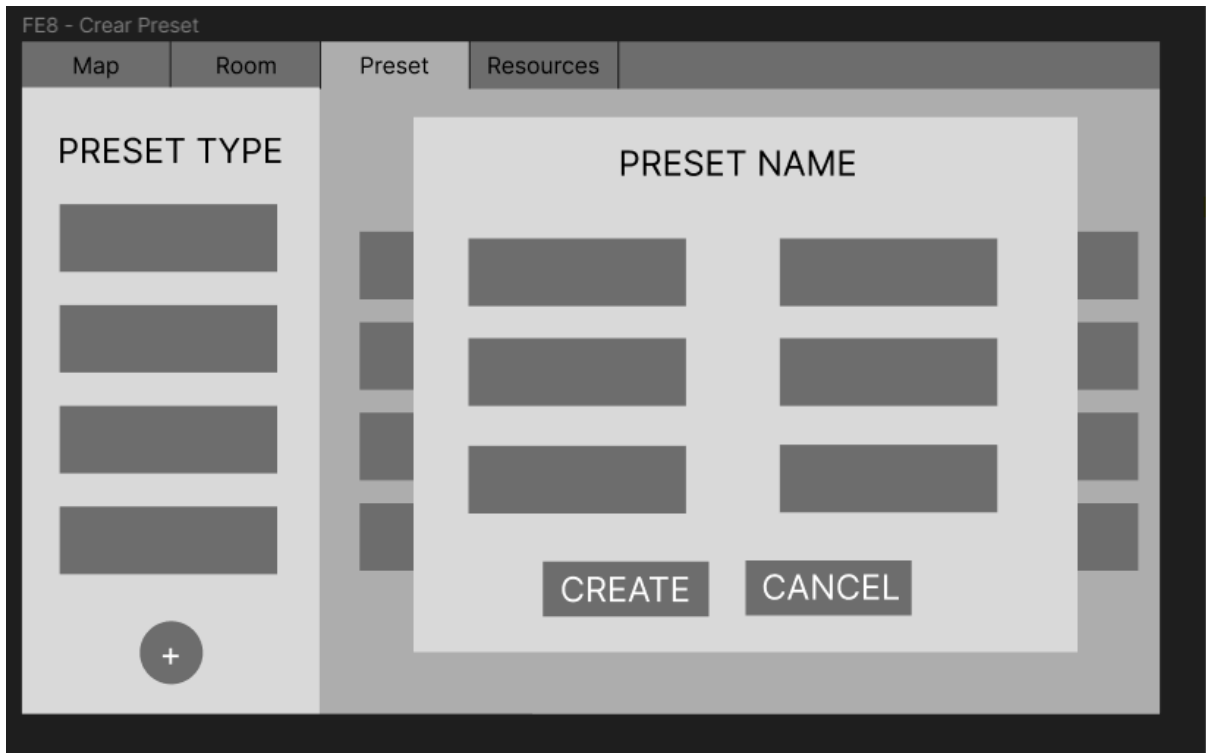 FE8 - Crear Preset
Map Room Preset Resources
PRESET TYPE
PRESET NAME
CREATE CANCEL
+